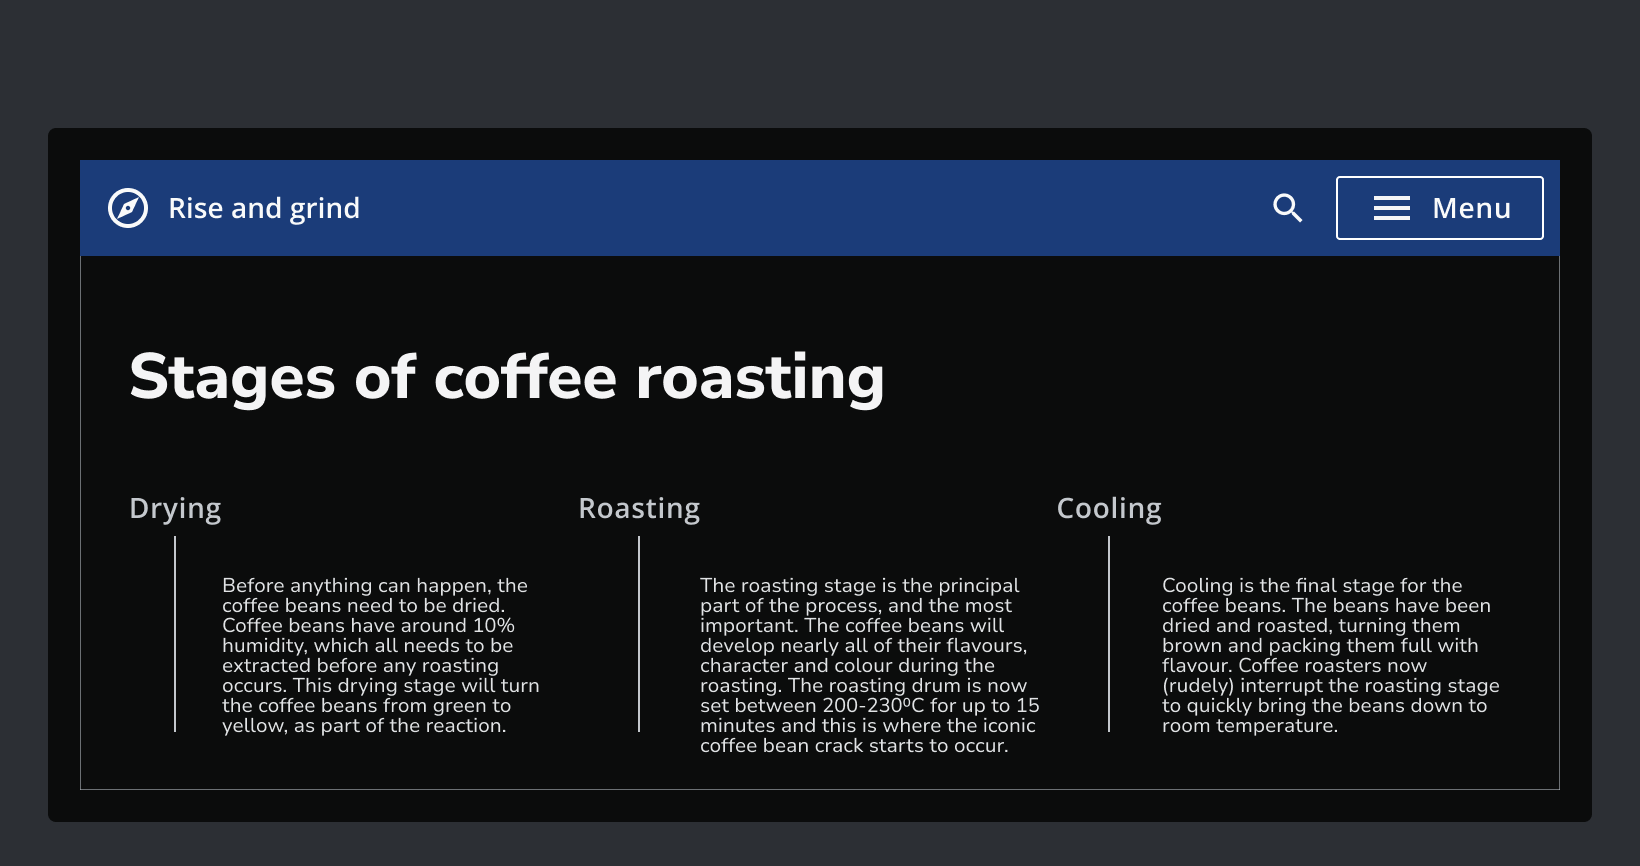 Rise and grind
Menu
Stages of coffee roasting
Drying
Before anything can happen, the
coffee beans need to be dried.
Coffee beans have around 10%
humidity, which all needs to be
extracted before any roasting
occurs. This drying stage will turn
the coffee beans from green to
yellow, as part of the reaction.
Roasting
The roasting stage is the principal
part of the process, and the most
important. The coffee beans will
develop nearly all of their flavours,
character and colour during the
roasting. The roasting drum is now
set between 200-230ºC for up to 15
minutes and this is where the iconic
coffee bean crack starts to occur.
Cooling
Cooling is the final stage for the
coffee beans. The beans have been
dried and roasted, turning them
brown and packing them full with
flavour. Coffee roasters now
(rudely) interrupt the roasting stage
to quickly bring the beans down to
room temperature.